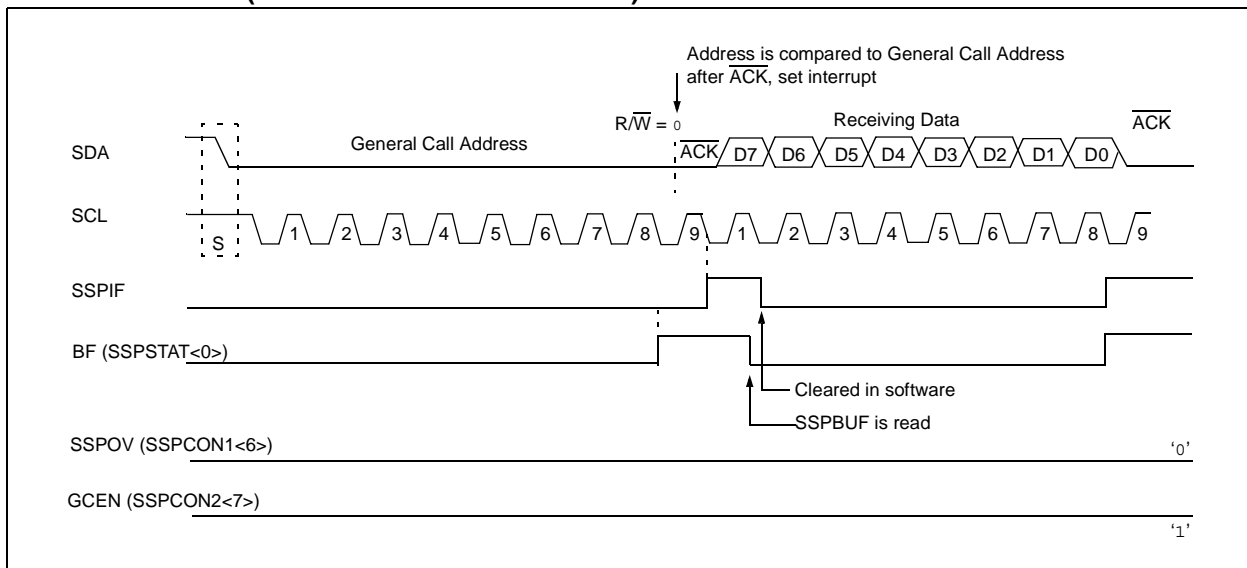 Address is compared to General Call Address
after ACK, set interrupt
R/W = 0
Receiving Data
ACK
SDA
General Call Address
ACK
D7
D6
D5
D4
D3
D2
D1
D0
SCL
S
1
2
3
4
5
6
7
8
9
1
2
3
4
5
6
7
8
9
SSPIF
BF (SSPSTAT<0>)
Cleared in software
SSPBUF is read
SSPOV (SSPCON1<6>)
‘0’
GCEN (SSPCON2<7>)
‘1’